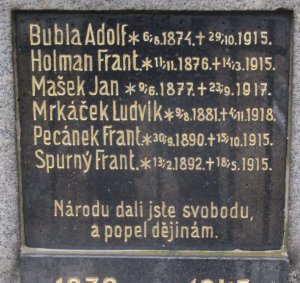 Bubla Adolf * 6/8. 1874. + 29/10. 1915.
Holman Frant. * 11/11. 1876. + 14/3. 1915.
Mašek Jan * 9/6. 1877. + 23/9. 1917.
Mrkáček Ludvík * 9/8. 1881. + 4/11. 1918.
Pecánek Frant. * 30/9. 1890. + 15/10. 1915.
Spurný Frant. * 13/2. 1892. + 18/5. 1915.
Národu dali jste svobodu,
a popel dějinám.